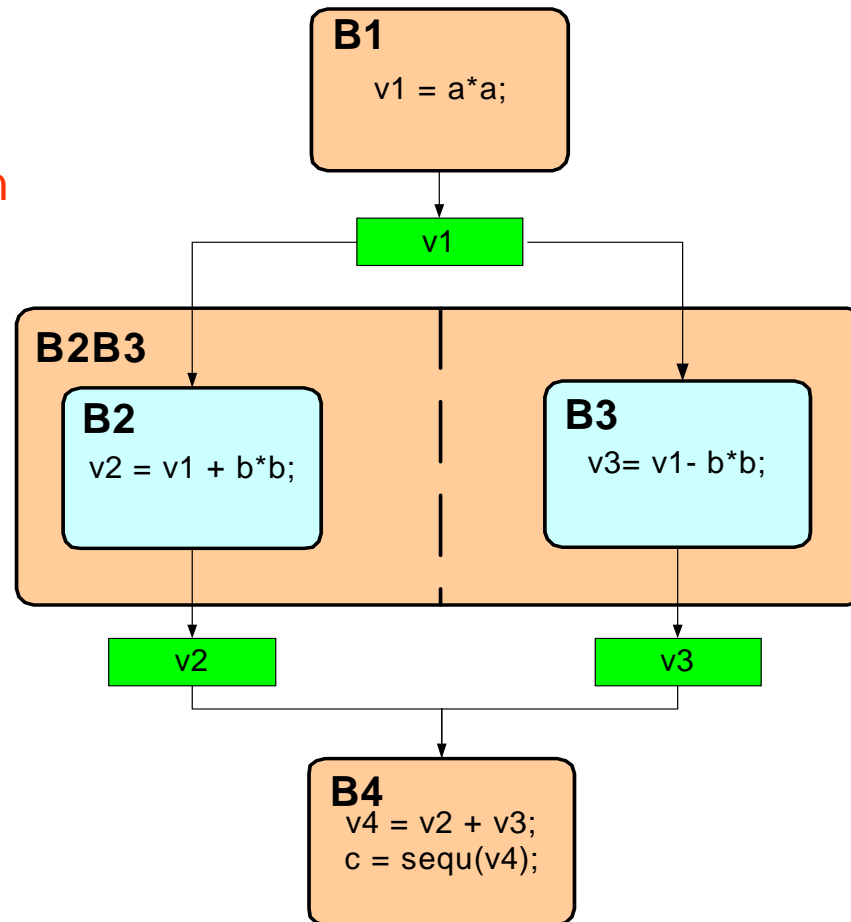 B1
v1 = a*a;
v1
B2B3
B2
v2 = v1 + b*b;
B3
v3= v1- b*b;
v2
v3
B4
v4 = v2 + v3;
c = sequ(v4);